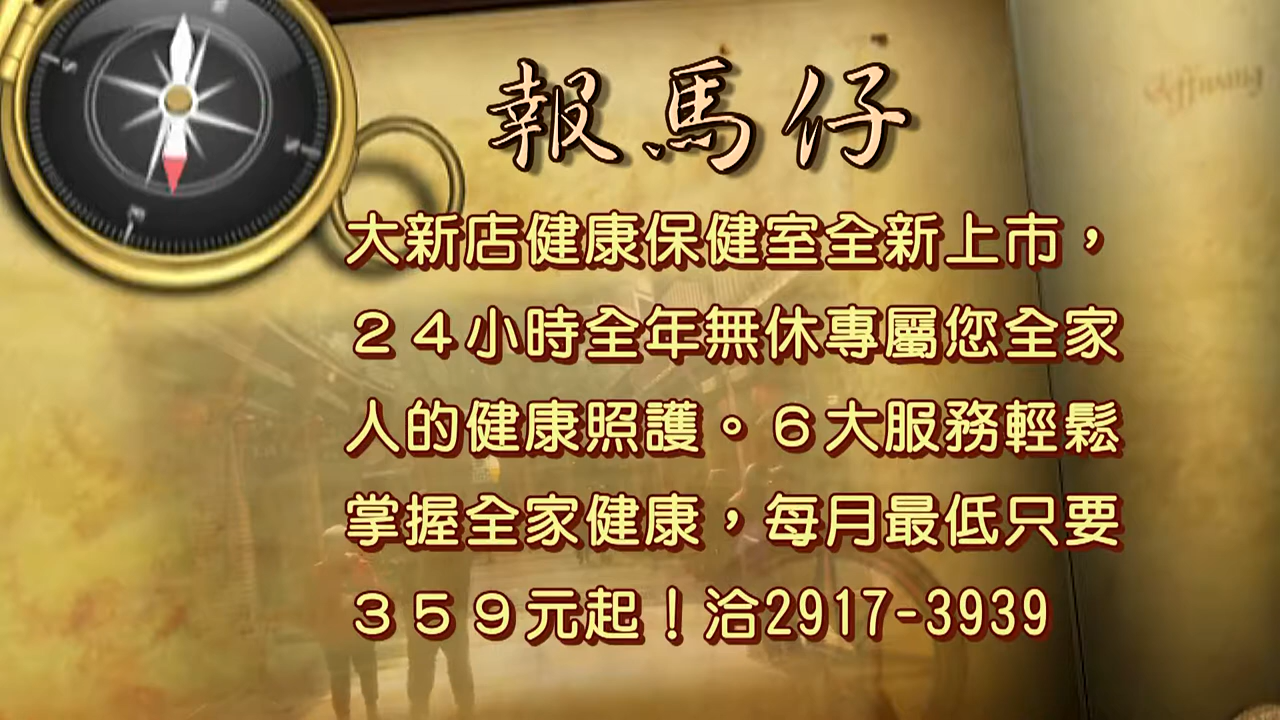 報馬仔
大新店健康保健室全新上市，
２４小時全年無休專屬您全家
人的健康照護。６大服務輕鬆
掌握全家健康，每月最低只要
３５９元起！洽2917-3939